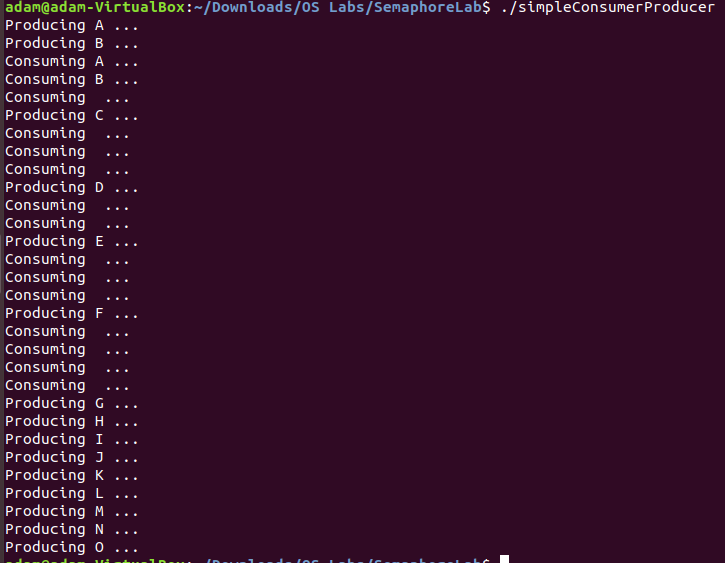 adam@adam-VirtualBox:~/Downloads/OS Labs/SemaphoreLab$ ./simpleConsumerProducer
Producing A ...
Producing B ...
Consuming A ...
Consuming B ...
Consuming  ...
Producing C ...
Consuming  ...
Consuming  ...
Consuming  ...
Producing D ...
Consuming  ...
Consuming  ...
Producing E ...
Consuming  ...
Consuming  ...
Consuming  ...
Producing F ...
Consuming  ...
Consuming  ...
Consuming  ...
Consuming  ...
Producing G ...
Producing H ...
Producing I ...
Producing J ...
Producing K ...
Producing L ...
Producing M ...
Producing N ...
Producing O ...
adam@adam-VirtualBox:~/Downloads/OS Labs/SemaphoreLab$